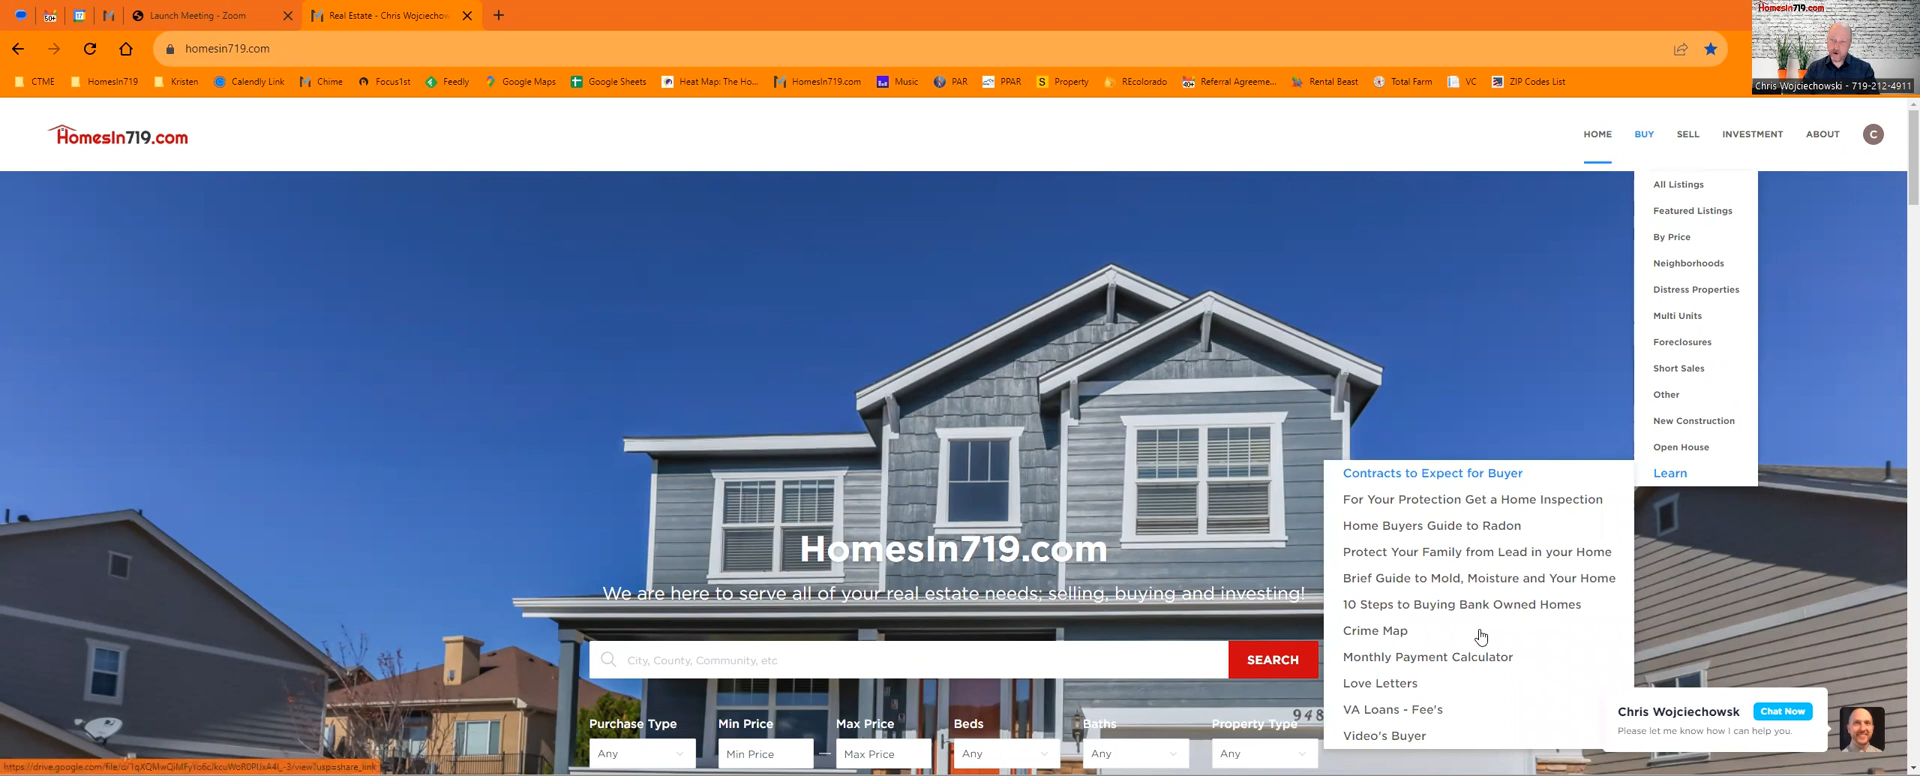 50+
17
Launch Meeting - Zoom
Real Estate - Chris Wojciechow
homesin719.com
CTME
HomesIn719
Kristen
Calendly Link
Chime
Focus1st
Feedly
Google Maps
Google Sheets
Heat Map: The Ho...
HomesIn719.com
Music
PAR
PPAR
Property
REcolorado
Referral Agreeme...
Rental Beast
Total Farm
VC
ZIP Codes List
HomesIn719.com
Chris Wojciechowski - 719-212-4911
HomesIn719.com
HOME
BUY
SELL
INVESTMENT
ABOUT
C
All Listings
Featured Listings
By Price
Neighborhoods
Distress Properties
Multi Units
Foreclosures
Short Sales
Other
New Construction
Open House
Learn
Contracts to Expect for Buyer
For Your Protection Get a Home Inspection
Home Buyers Guide to Radon
Protect Your Family from Lead in your Home
Brief Guide to Mold, Moisture and Your Home
10 Steps to Buying Bank Owned Homes
Crime Map
Monthly Payment Calculator
Love Letters
VA Loans - Fee's
Video's Buyer
HomesIn719.com
We are here to serve all of your real estate needs; selling, buying and investing!
City, County, Community, etc
SEARCH
Purchase Type
Min Price
Max Price
Beds
Baths
Property Type
948
Any
Min Price
Max Price
Any
Any
Any
Chris Wojciechowsk
Chat Now
Please let me know how I can help you.